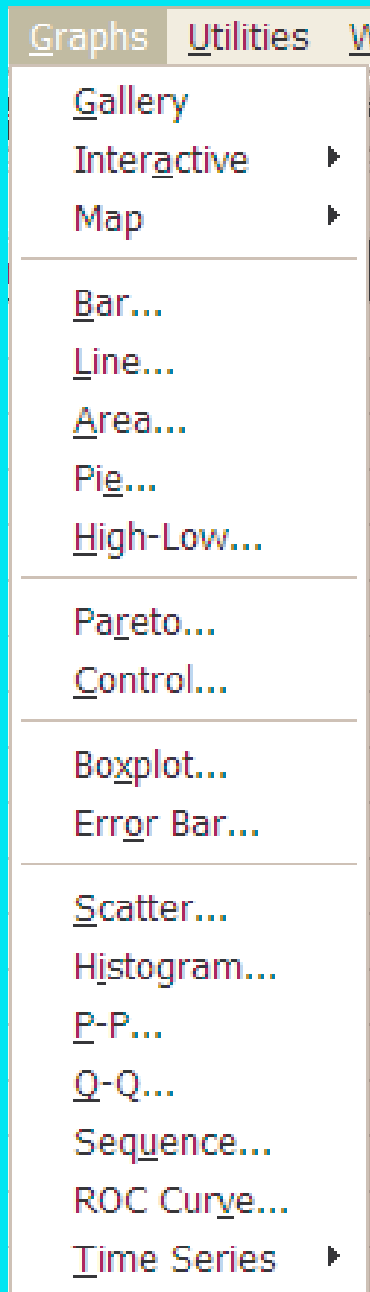 Graphs Utilities W
Gallery
Interactive
Map
Bar...
Line...
Area...
Pie...
High-Low...
Pareto...
Control...
Boxplot...
Error Bar...
Scatter...
Histogram...
P-P...
Q-Q...
Sequence...
ROC Curve...
Time Series